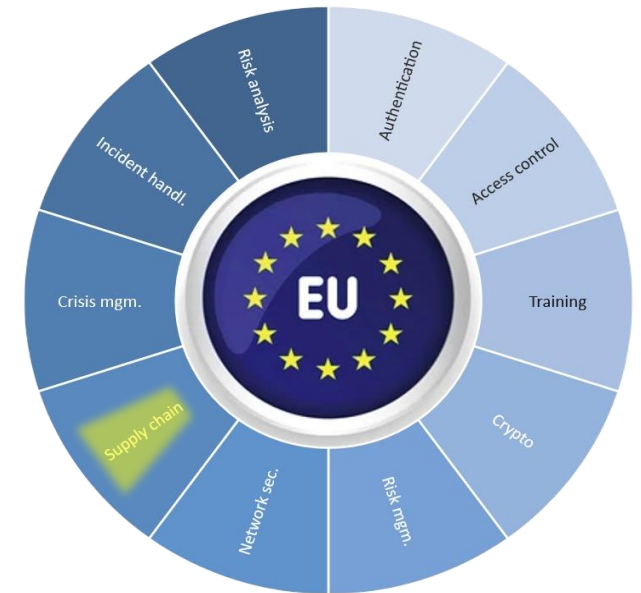 Authentication
Access control
Training
Crypto
Risk mgm.
Network sec.
Supply chain
Crisis mgm.
Incident handl.
Risk analysis
EU